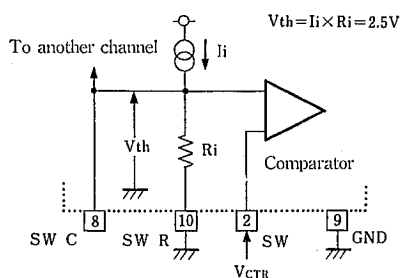 Vth=Ii×Ri=2.5V
To another channel
Ii
Vth
Ri
Comparator
8
10
2
9
SW C
SW R
SW
GND
VCTR